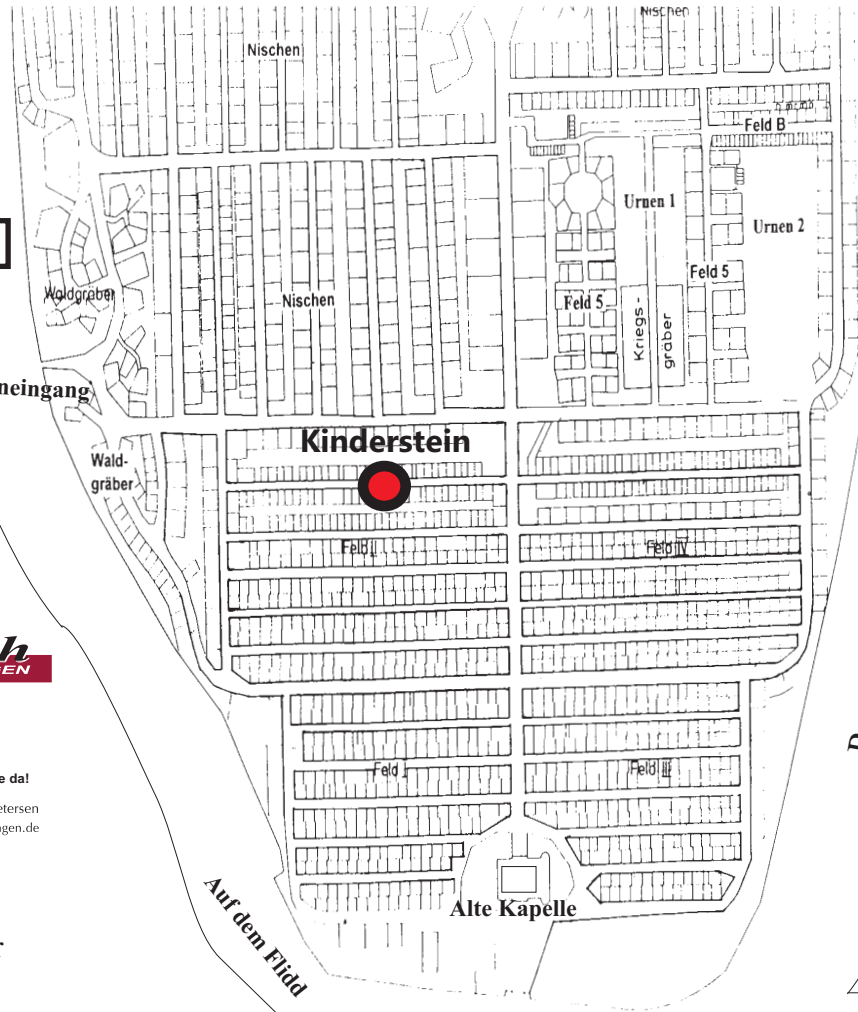 Nischen
Nischen
Feld B
Urnen 1
Urnen 2
Feld 5
Waldgräber
Nischen
Feld 5
Kriegs-
gräber
neingang
Kinderstein
Wald-
gräber
Feld II
Feld IV
h
GEN
e da!
etersen
ngen.de
Feld I
Feld III
Auf dem Flidd
Alte Kapelle